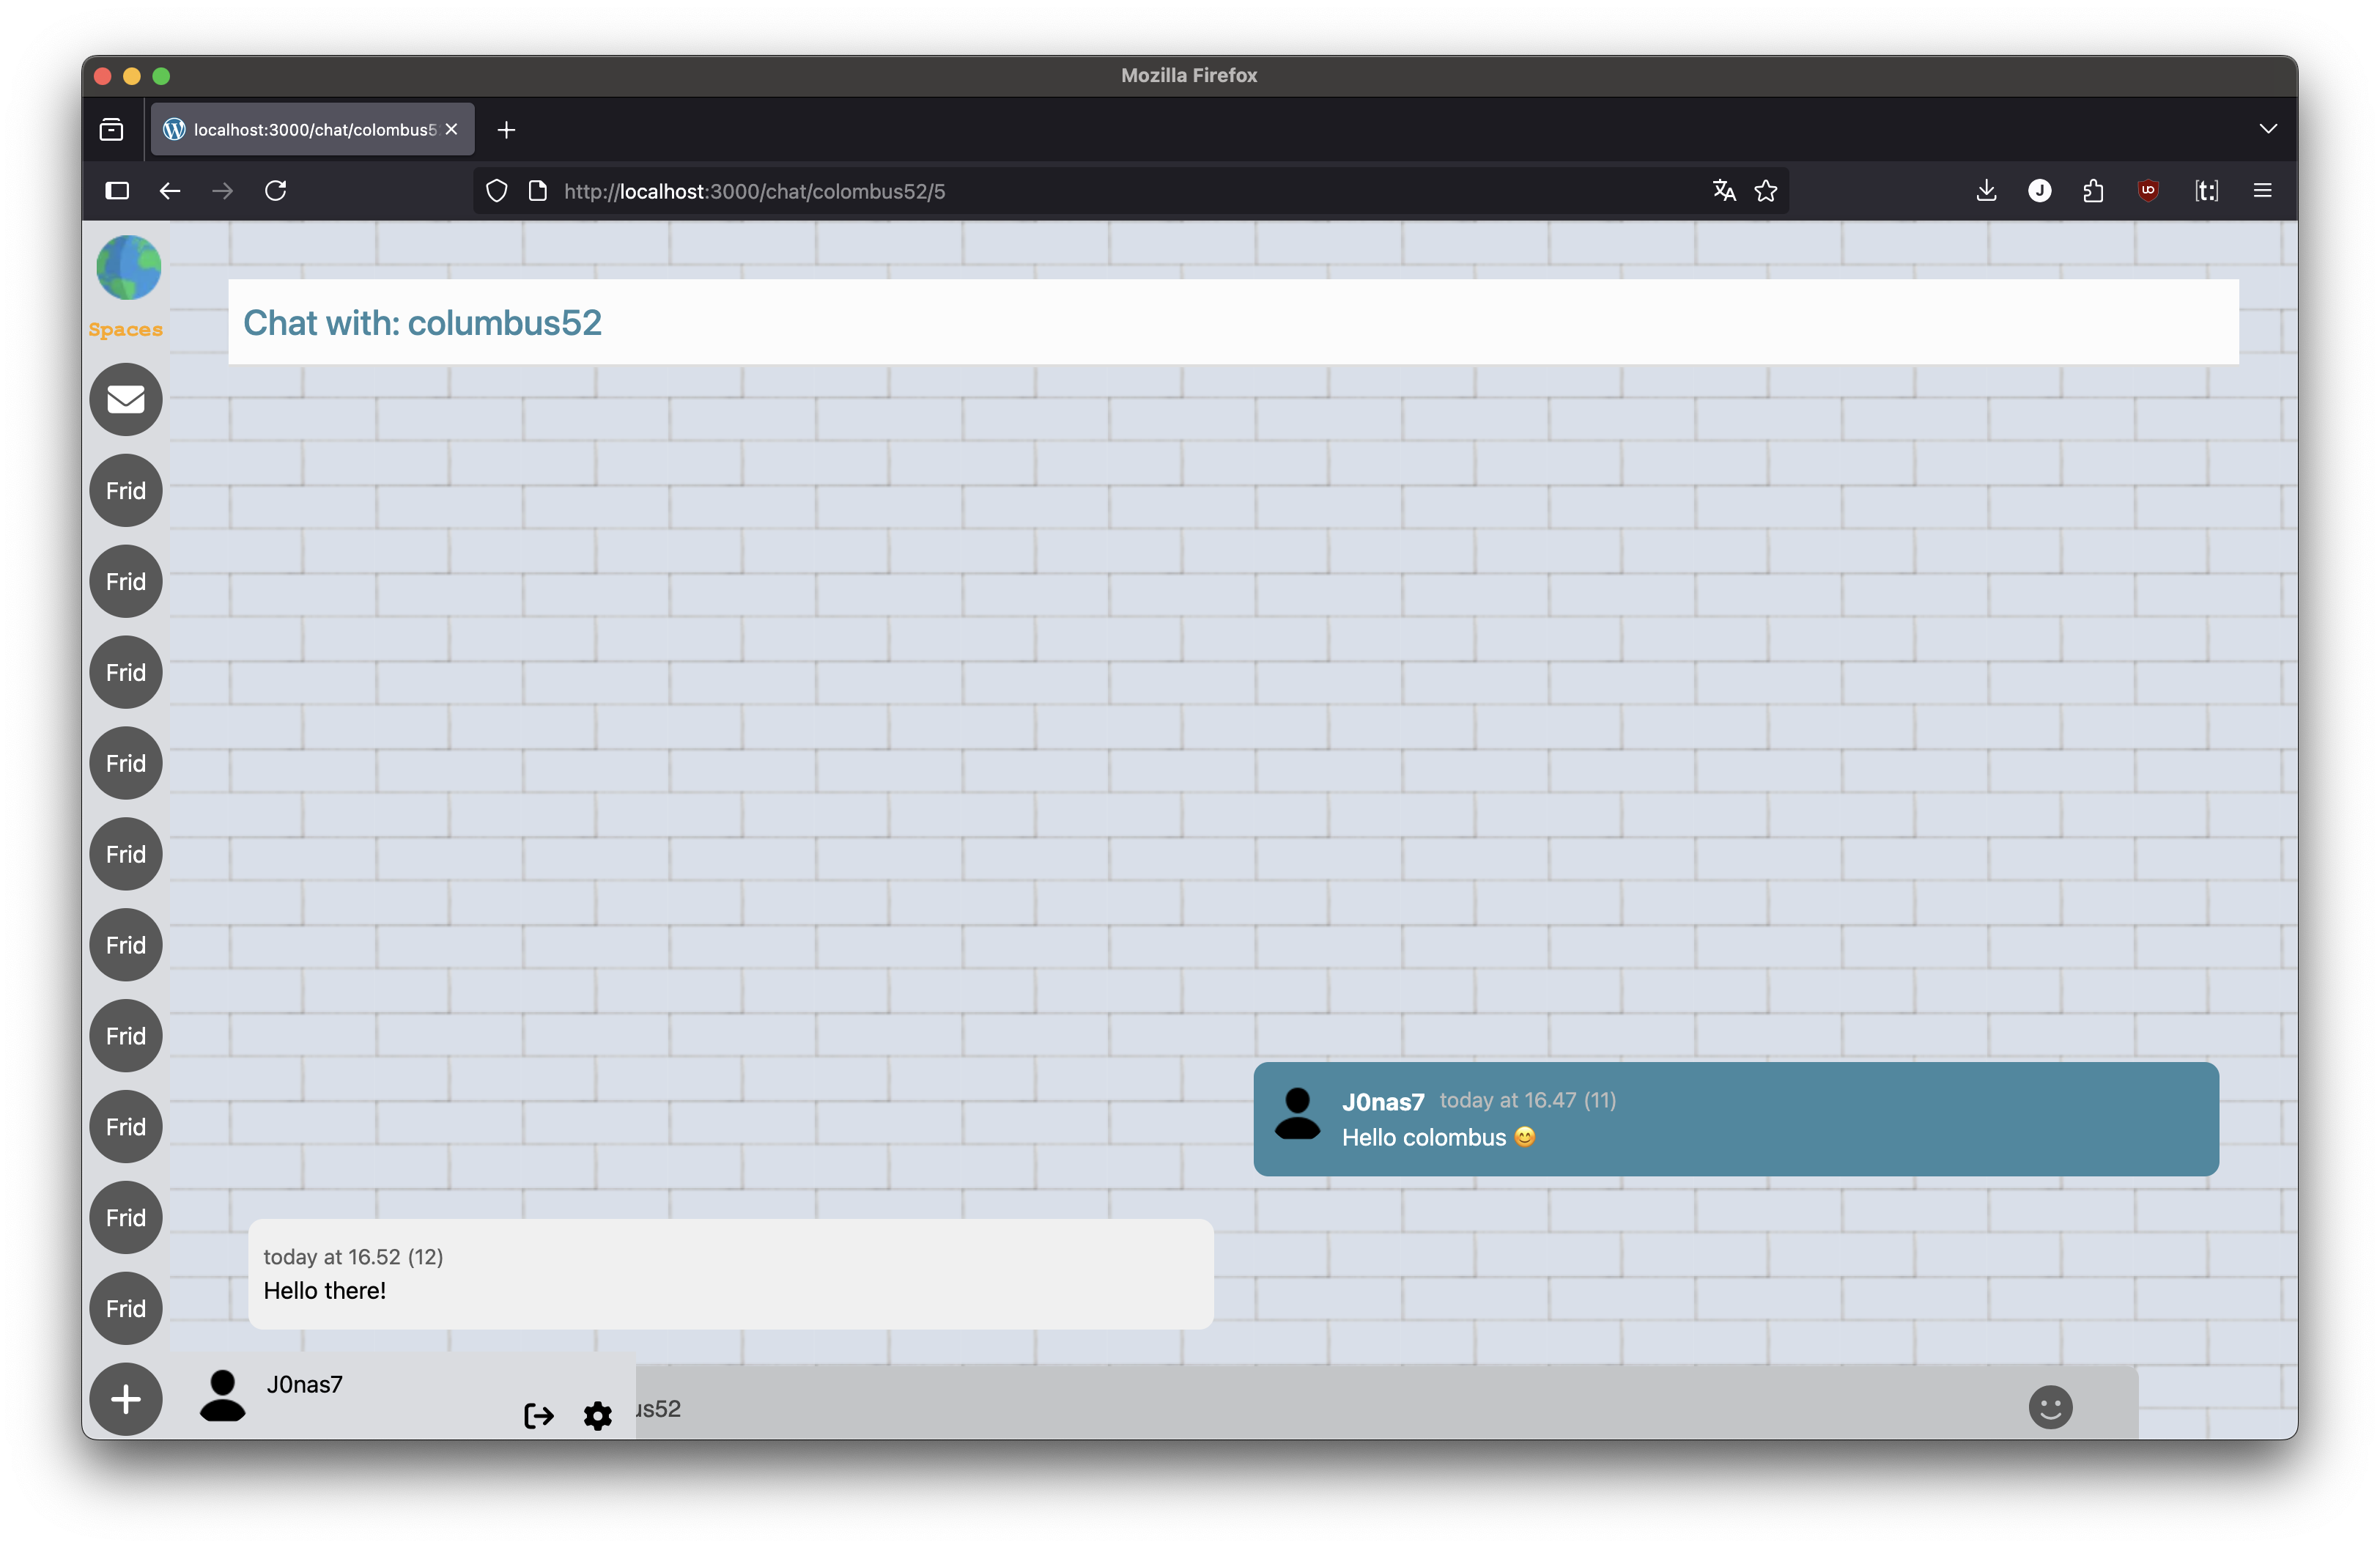 Mozilla Firefox
localhost:3000/chat/colombus5
http://localhost:3000/chat/colombus52/5
J
[t:]
Spaces
Chat with: columbus52
Frid
Frid
Frid
Frid
Frid
Frid
Frid
Frid
Frid
Frid
J0nas7 today at 16.47 (11)
Hello colombus 😊
today at 16.52 (12)
Hello there!
J0nas7
us52